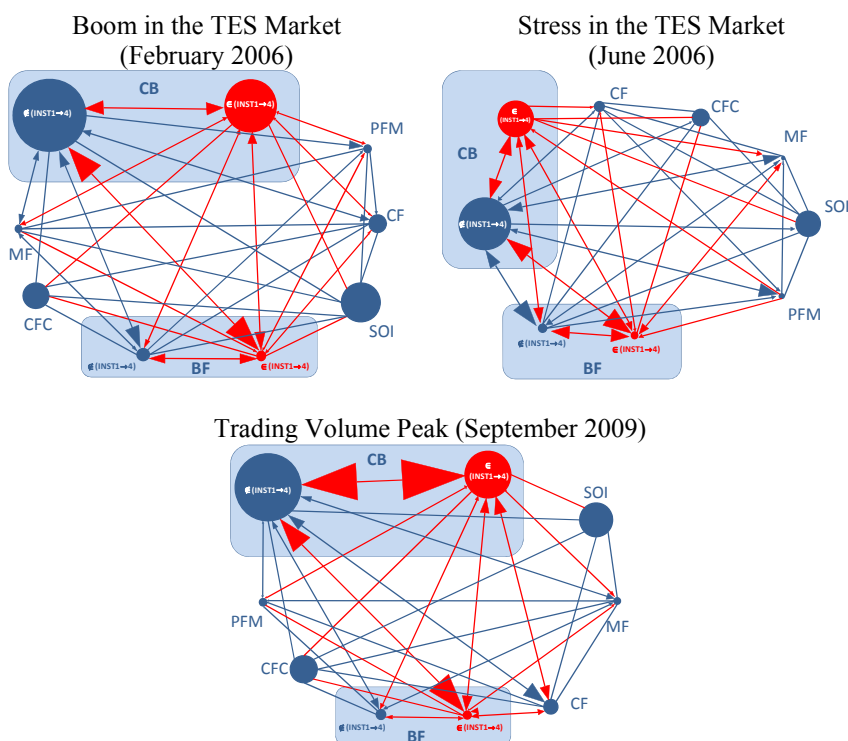 Boom in the TES Market
(February 2006)
CB
∉(INST1→4)
∈(INST1→4)
PFM
CF
MF
CFC
SOI
∉(INST1→4)
BF
∈(INST1→4)
Stress in the TES Market
(June 2006)
CF
CFC
∈
(INST1→4)
MF
CB
SOI
∉(INST1→4)
PFM
∉(INST1→4)
∈(INST1→4)
BF
Trading Volume Peak (September 2009)
CB
∈
(INST1→4)
∉(INST1→4)
SOI
PFM
MF
CFC
CF
∉(INST1→4)
∈(INST1→4)
BF